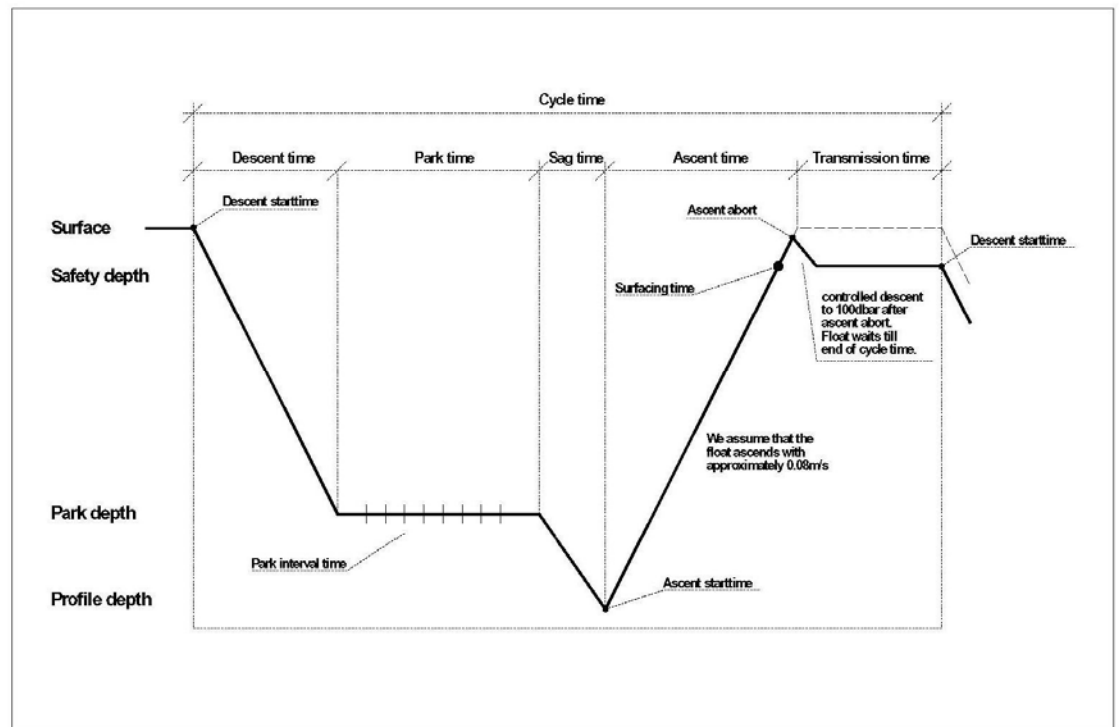 Cycle time
Descent time
Park time
Sag time
Ascent time
Transmission time
Descent starttime
Ascent abort
Surface
Descent starttime
Safety depth
Surfacing time
controlled descent
to 100dbar after
ascent abort.
Float waits till
end of cycle time.
We assume that the
float ascends with
approximately 0.08m/s
Park depth
Park interval time
Ascent starttime
Profile depth